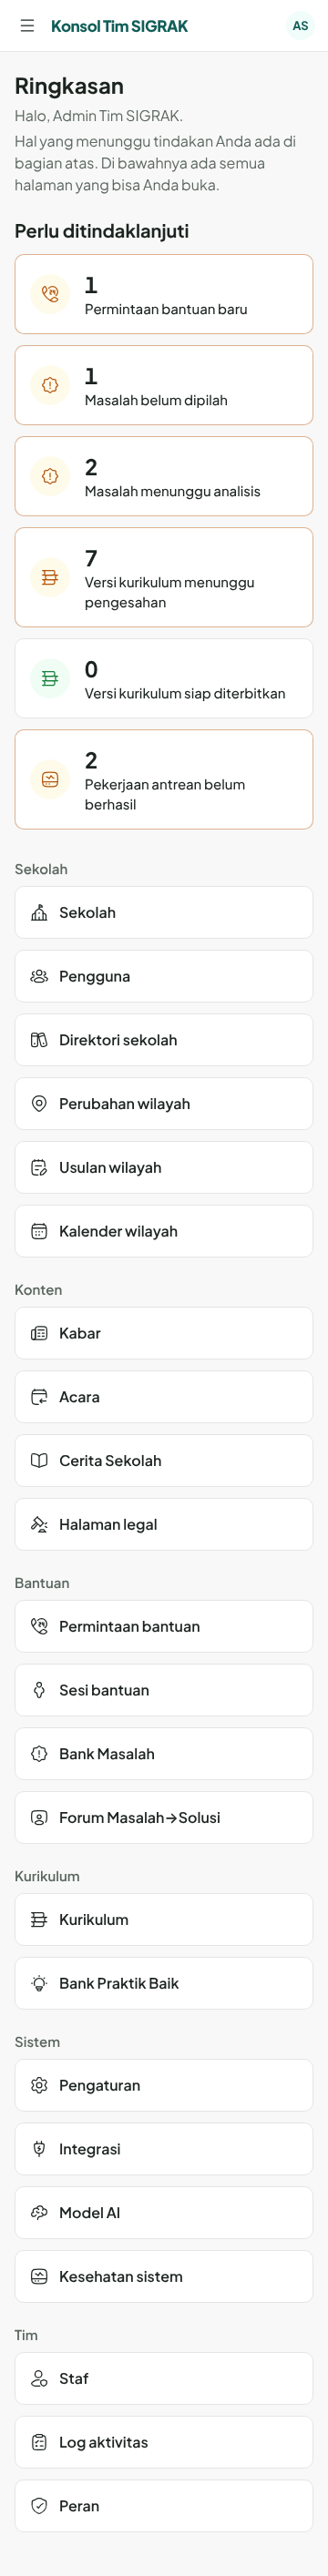 Konsol Tim SIGRAK
AS
Ringkasan
Halo, Admin Tim SIGRAK.
Hal yang menunggu tindakan Anda ada di
bagian atas. Di bawahnya ada semua
halaman yang bisa Anda buka.
Perlu ditindaklanjuti
1
Permintaan bantuan baru
1
Masalah belum dipilah
2
Masalah menunggu analisis
7
Versi kurikulum menunggu
pengesahan
0
Versi kurikulum siap diterbitkan
2
Pekerjaan antrean belum
berhasil
Sekolah
Sekolah
Pengguna
Direktori sekolah
Perubahan wilayah
Usulan wilayah
Kalender wilayah
Konten
Kabar
Acara
Cerita Sekolah
Halaman legal
Bantuan
Permintaan bantuan
Sesi bantuan
Bank Masalah
Forum Masalah→Solusi
Kurikulum
Kurikulum
Bank Praktik Baik
Sistem
Pengaturan
Integrasi
Model AI
Kesehatan sistem
Tim
Staf
Log aktivitas
Peran